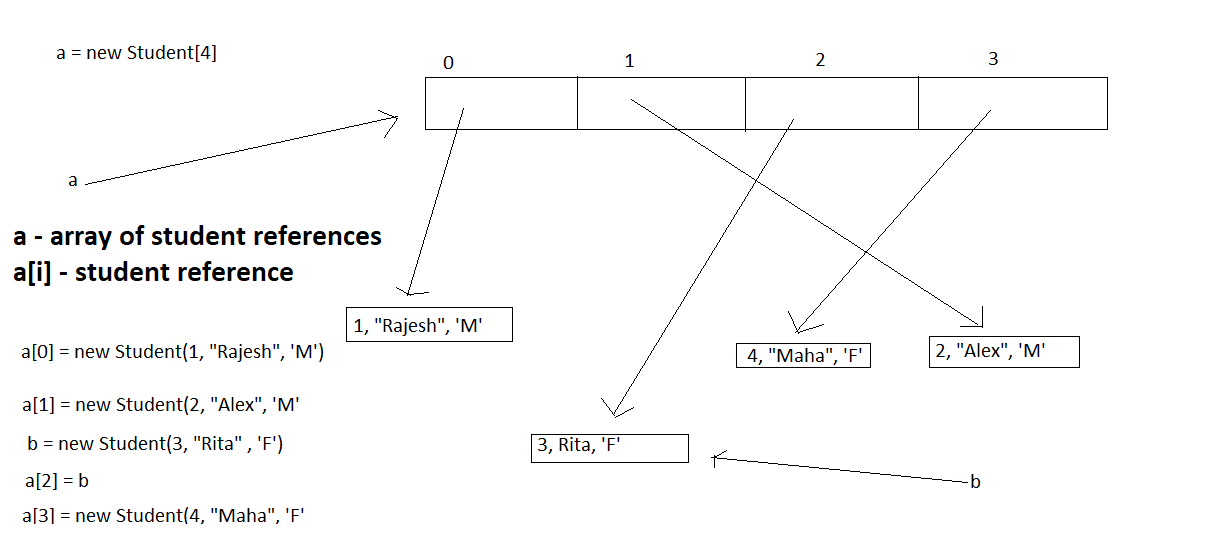 a = new Student[4]
0 1 2 3
a
a - array of student references
a[i] - student reference
1, "Rajesh", 'M'
4, "Maha", 'F'
2, "Alex", 'M'
a[0] = new Student(1, "Rajesh", 'M')
a[1] = new Student(2, "Alex", 'M'
b = new Student(3, "Rita" , 'F')
3, Rita, 'F'
a[2] = b
b
a[3] = new Student(4, "Maha", 'F'